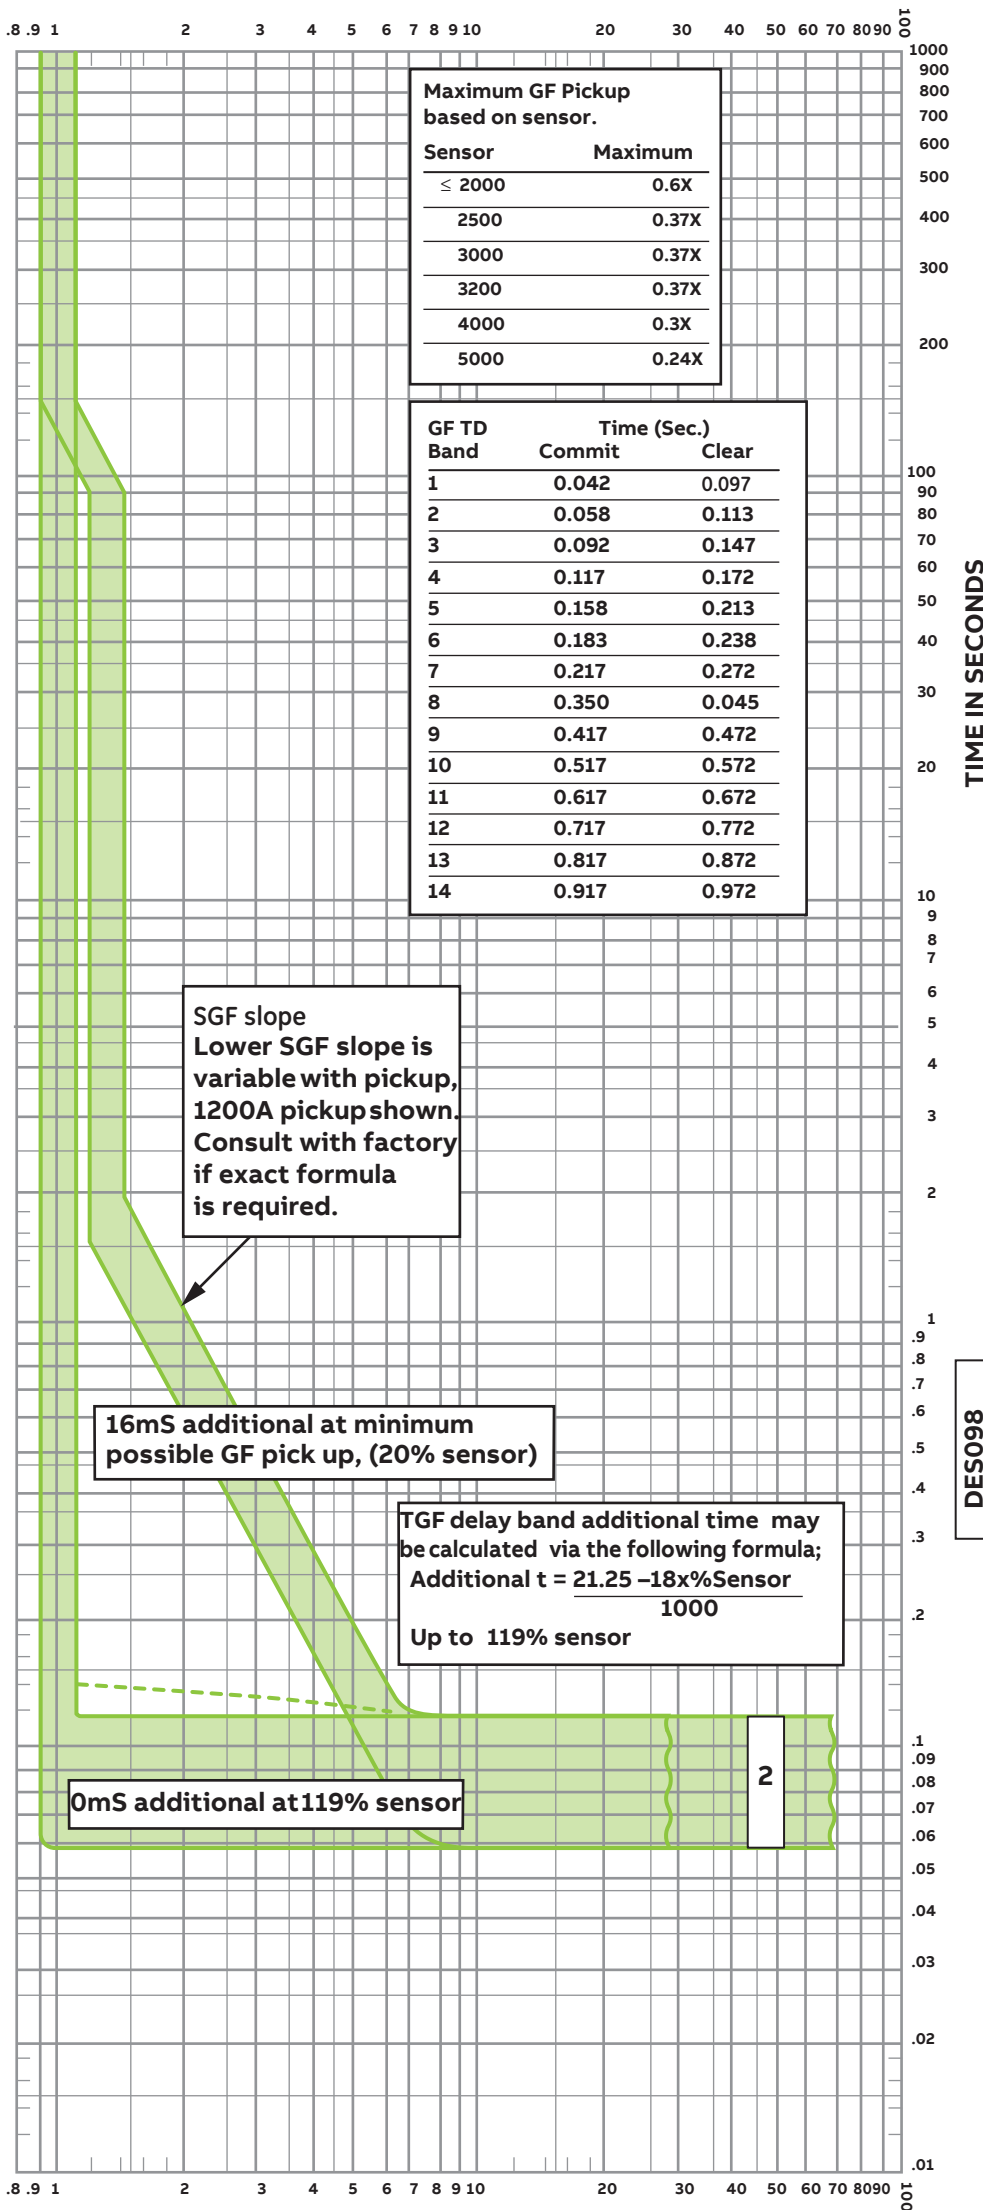 .8 .9 1 2 3 4 5 6 7 8 9 10 20 30 40 50 60 70 80 90 100
1000
900
800
700
600
500
400
300
200
100
90
80
70
60
50
40
30
20
10
9
8
7
6
5
4
3
2
1
.9
.8
.7
.6
.5
.4
.3
.2
.1
.09
.08
.07
.06
.05
.04
.03
.02
.01
TIME IN SECONDS
DES098
Maximum GF Pickup
based on sensor.
Sensor Maximum
≤ 2000 0.6X
2500 0.37X
3000 0.37X
3200 0.37X
4000 0.3X
5000 0.24X
GF TD Time (Sec.)
Band Commit Clear
1 0.042 0.097
2 0.058 0.113
3 0.092 0.147
4 0.117 0.172
5 0.158 0.213
6 0.183 0.238
7 0.217 0.272
8 0.350 0.045
9 0.417 0.472
10 0.517 0.572
11 0.617 0.672
12 0.717 0.772
13 0.817 0.872
14 0.917 0.972
SGF slope
Lower SGF slope is
variable with pickup,
1200A pickup shown.
Consult with factory
if exact formula
is required.
16mS additional at minimum
possible GF pick up, (20% sensor)
TGF delay band additional time may
be calculated via the following formula;
Additional t = 21.25 –18x%Sensor
1000
Up to 119% sensor
2
0mS additional at 119% sensor
.8 .9 1 2 3 4 5 6 7 8 9 10 20 30 40 50 60 70 80 90 100